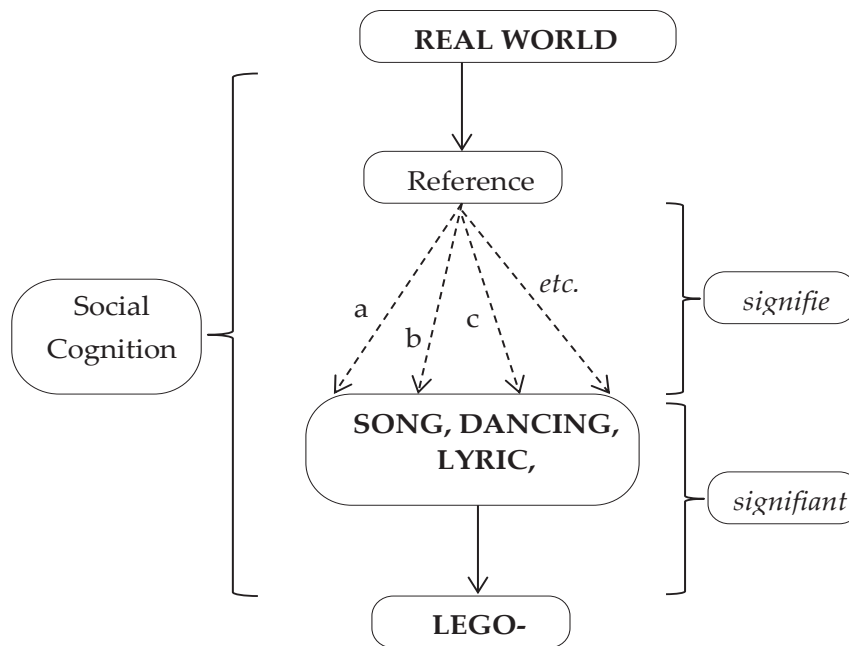 REAL WORLD
Reference
a
b
c
etc.
signifie
Social
Cognition
SONG, DANCING,
LYRIC,
signifiant
LEGO-